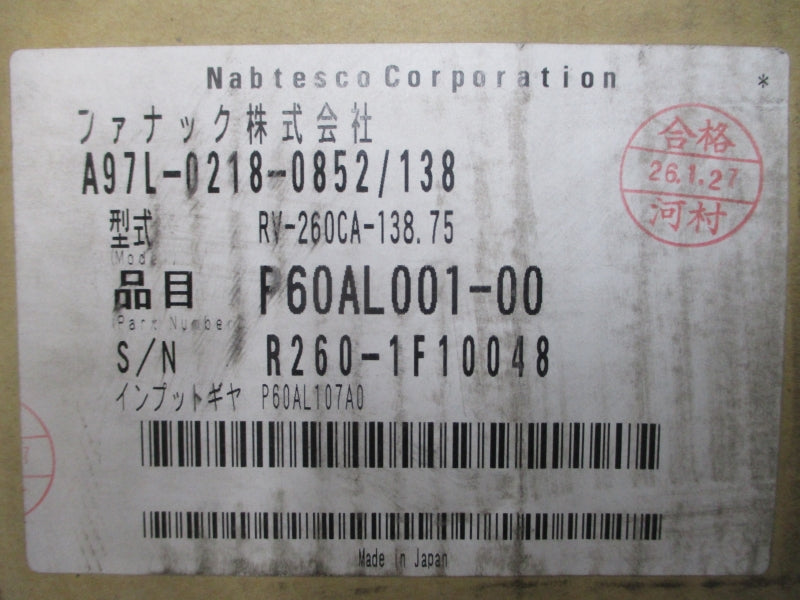 Nabtesco Corporation
*
ファナック株式会社
A97L-0218-0852/138
合格
26.1.27
河村
型式 RV-260CA-138.75
(Model)
品目 P60AL001-00
(Part Number)
S/N R260-1F10048
インプットギヤ P60AL107A0
7
Made in Japan